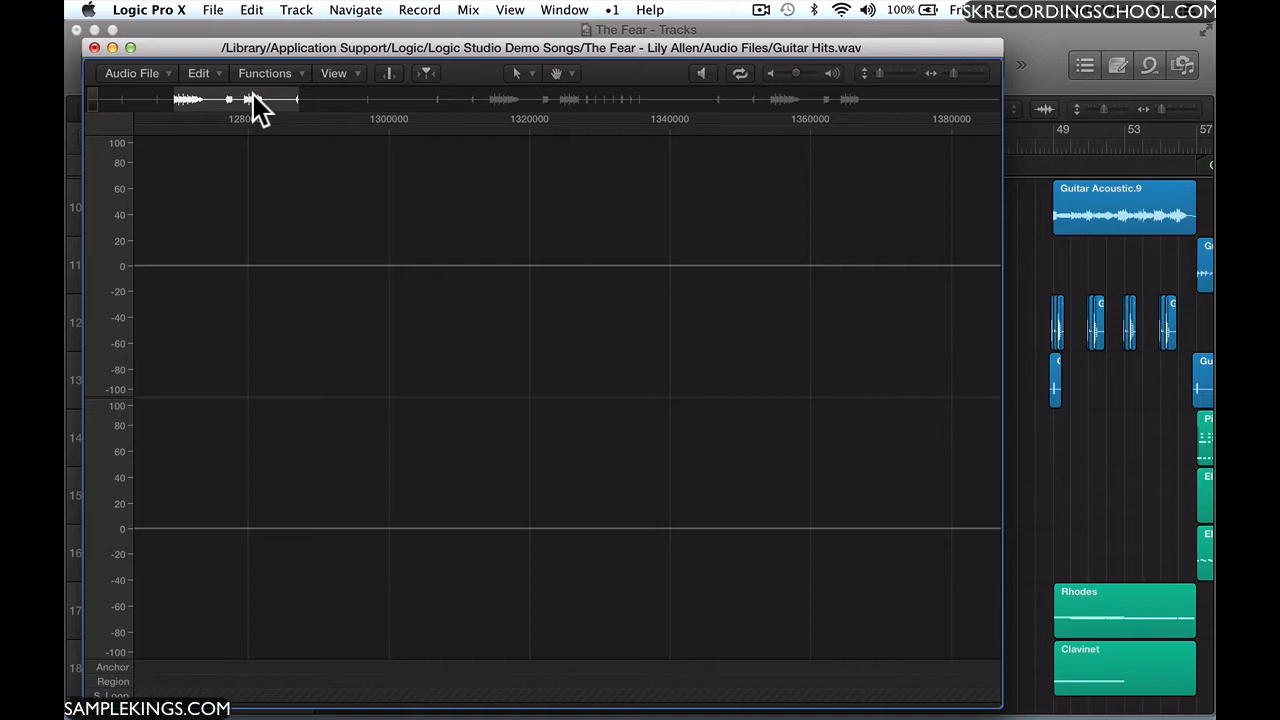 Logic Pro X File Edit Track Navigate Record Mix View Window •1 Help 100%
SKRECORDINGSCHOOL.COM
The Fear - Tracks
/Library/Application Support/Logic/Logic Studio Demo Songs/The Fear - Lily Allen/Audio Files/Guitar Hits.wav
Audio File Edit Functions View
1300000 1320000 1340000 1360000 1380000
49 53 57
100
80
60
40
20
0
-20
-40
-60
-80
-100
100
80
60
40
20
0
-20
-40
-60
-80
-100
Anchor
Region
10
11
12
13
14
15
16
17
18
Guitar Acoustic.9
Rhodes
Clavinet
SAMPLEKINGS.COM